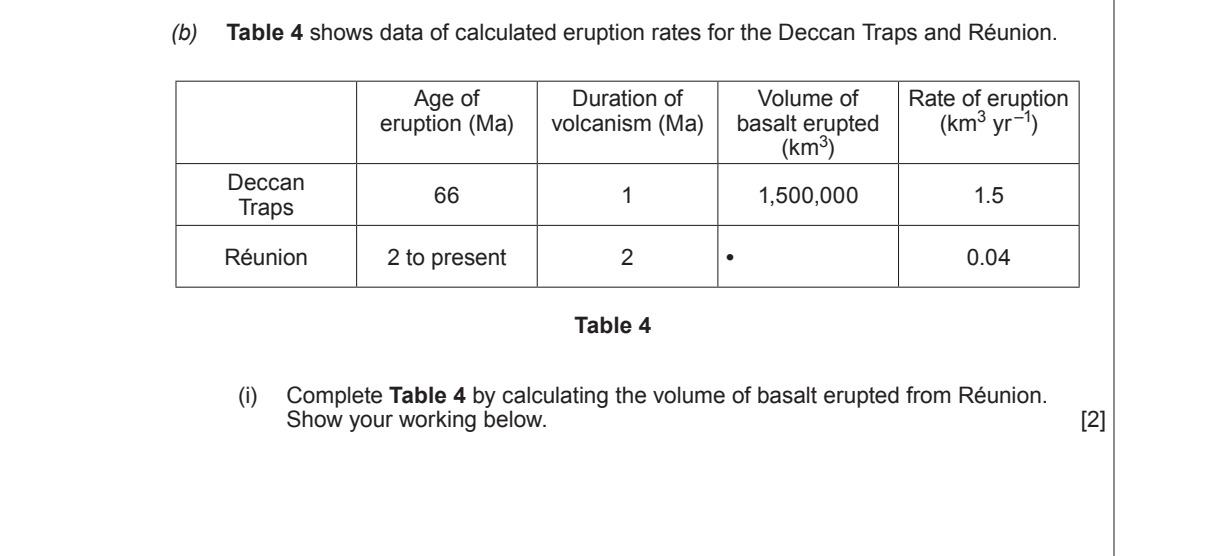 (b) Table 4 shows data of calculated eruption rates for the Deccan Traps and Réunion.
Age of eruption (Ma) Duration of volcanism (Ma) Volume of basalt erupted (km³) Rate of eruption (km³ yr⁻¹)
Deccan Traps 66 1 1,500,000 1.5
Réunion 2 to present 2 • 0.04
Table 4
(i) Complete Table 4 by calculating the volume of basalt erupted from Réunion.
Show your working below. [2]